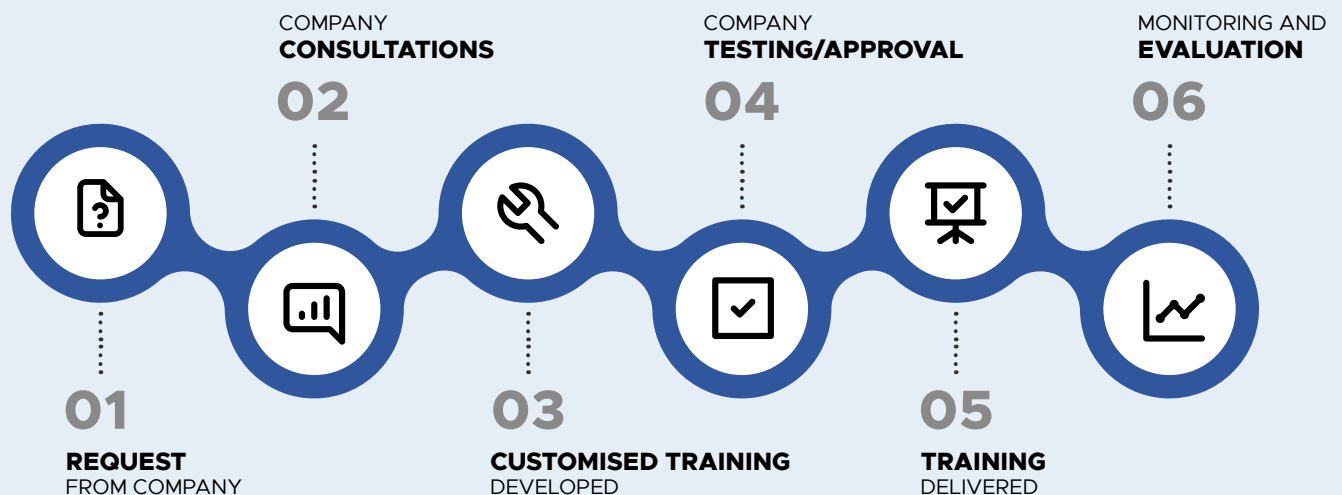 COMPANY
CONSULTATIONS
02
COMPANY
TESTING/APPROVAL
04
MONITORING AND
EVALUATION
06
?
01
REQUEST
FROM COMPANY
03
CUSTOMISED TRAINING
DEVELOPED
05
TRAINING
DELIVERED